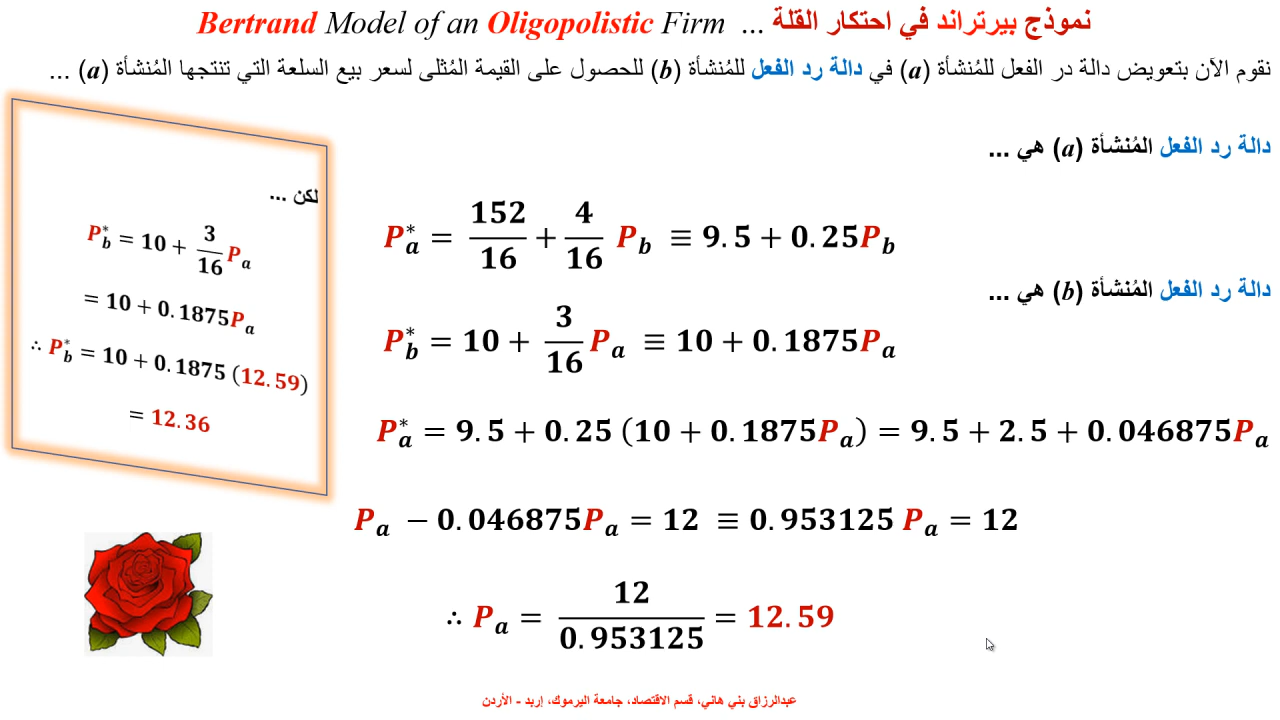 Bertrand Model of an Oligopolistic Firm ... نموذج بيرتراند في احتكار القلة
نقوم الآن بتعويض دالة در الفعل للمُنشأة (a) في دالة رد الفعل للمُنشأة (b) للحصول على القيمة المُثلى لسعر بيع السلعة التي تنتجها المُنشأة (a) ...
دالة رد الفعل المُنشأة (a) هي ...
P*a = 152/16 + 4/16 Pb ≡ 9.5 + 0.25Pb
دالة رد الفعل المُنشأة (b) هي ...
P*b = 10 + 3/16 Pa ≡ 10 + 0.1875Pa
P*a = 9.5 + 0.25 (10 + 0.1875Pa) = 9.5 + 2.5 + 0.046875Pa
Pa − 0.046875Pa = 12 ≡ 0.953125 Pa = 12
∴ Pa = 12/0.953125 = 12.59
لكن ...
P*b = 10 + 3/16 Pa
= 10 + 0.1875Pa
∴ P*b = 10 + 0.1875 (12.59)
= 12.36
عبدالرزاق بني هاني، قسم الاقتصاد، جامعة اليرموك، إربد - الأردن